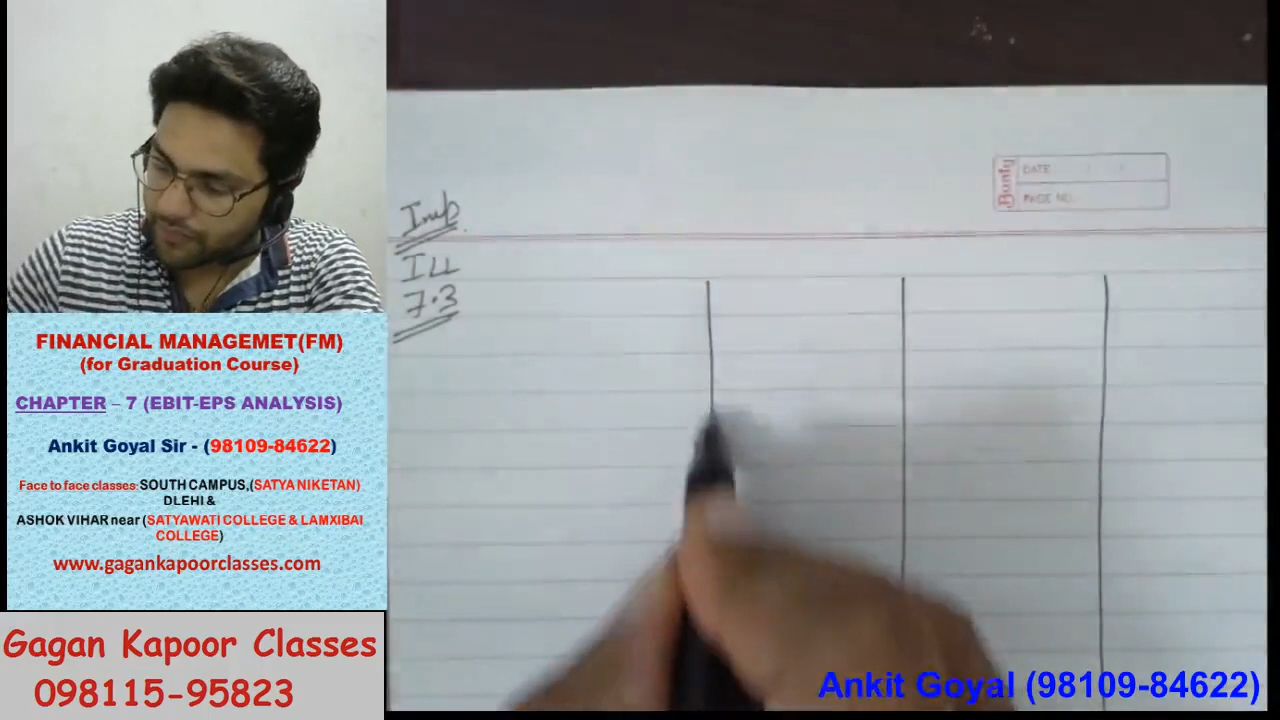 FINANCIAL MANAGEMET(FM)
(for Graduation Course)
CHAPTER – 7 (EBIT-EPS ANALYSIS)
Ankit Goyal Sir - (98109-84622)
Face to face classes: SOUTH CAMPUS,(SATYA NIKETAN)
DLEHI &
ASHOK VIHAR near (SATYAWATI COLLEGE & LAMXIBAI
COLLEGE)
www.gagankapoorclasses.com
Gagan Kapoor Classes
098115-95823
Imp.
ILL
7.3
Bunty
DATE
PAGE NO.
Ankit Goyal (98109-84622)